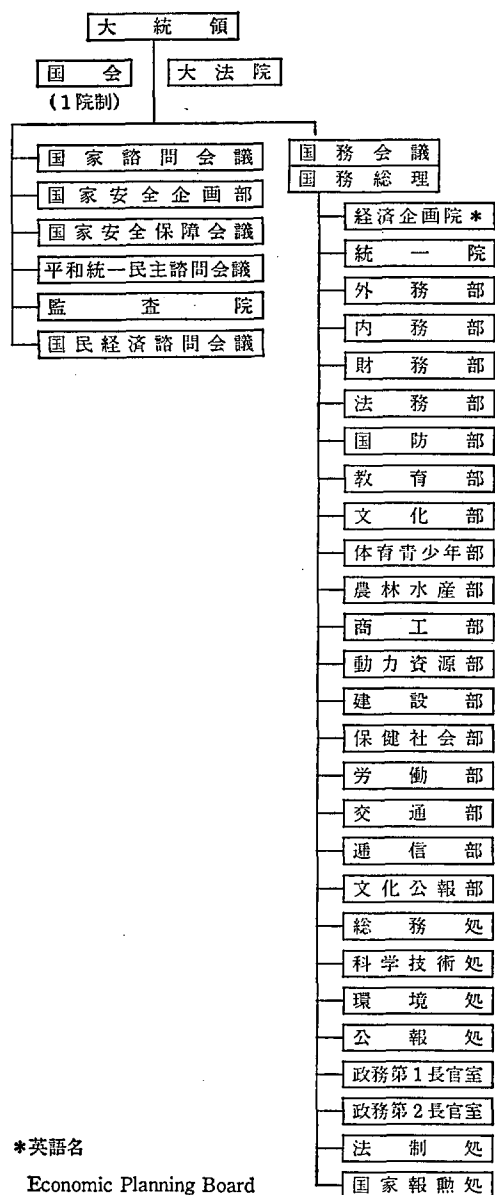 大統領
国会
大法院
(1院制)
国家諮問会議
国家安全企画部
国家安全保障会議
平和統一民主諮問会議
監査院
国民経済諮問会議
国務会議
国務総理
経済企画院*
統一院
外務部
内務部
財務部
法務部
国防部
教育部
文化部
体育青少年部
農林水産部
商工部
動力資源部
建設部
保健社会部
労働部
交通部
逓信部
文化公報部
総務処
科学技術処
環境処
公報処
政務第1長官室
政務第2長官室
法制処
国家報勲処
*英語名
Economic Planning Board